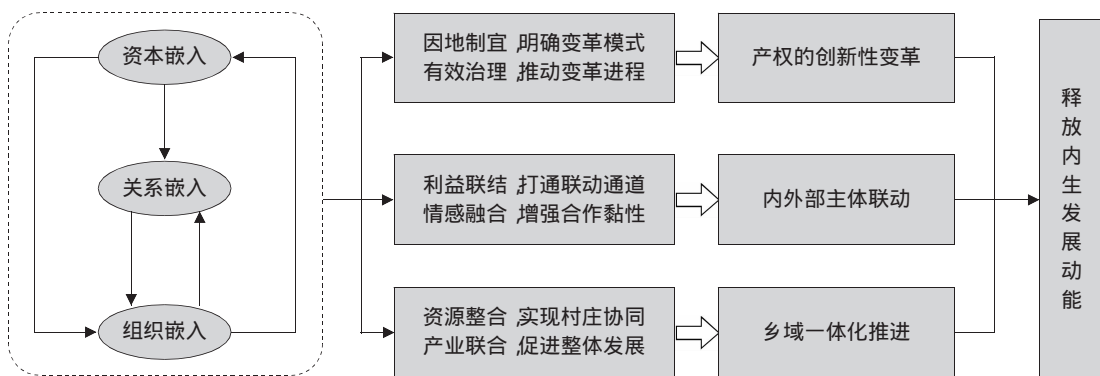 资本嵌入
关系嵌入
组织嵌入
因地制宜,明确变革模式
有效治理,推动变革进程
产权的创新性变革
利益联结,打通联动通道
情感融合,增强合作黏性
内外部主体联动
资源整合,实现村庄协同
产业联合,促进整体发展
乡域一体化推进
释放内生发展动能